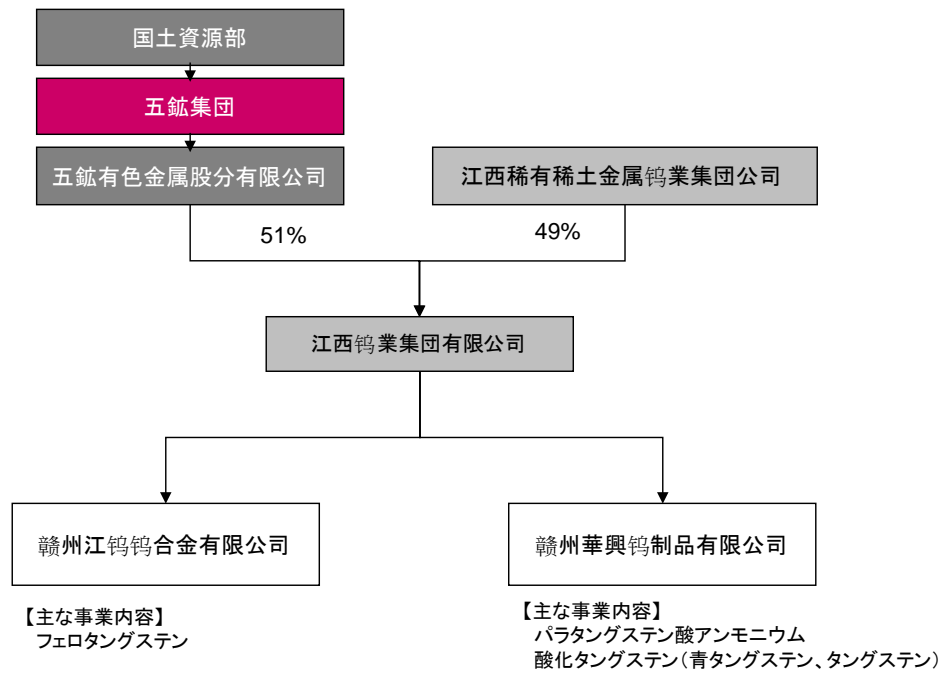 国土資源部
五鉱集団
五鉱有色金属股分有限公司
江西稀有稀土金属钨業集団公司
51%
49%
江西钨業集団有限公司
赣州江钨钨合金有限公司
赣州華興钨制品有限公司
【主な事業内容】
フェロタングステン
【主な事業内容】
パラタングステン酸アンモニウム
酸化タングステン（青タングステン、タングステン）